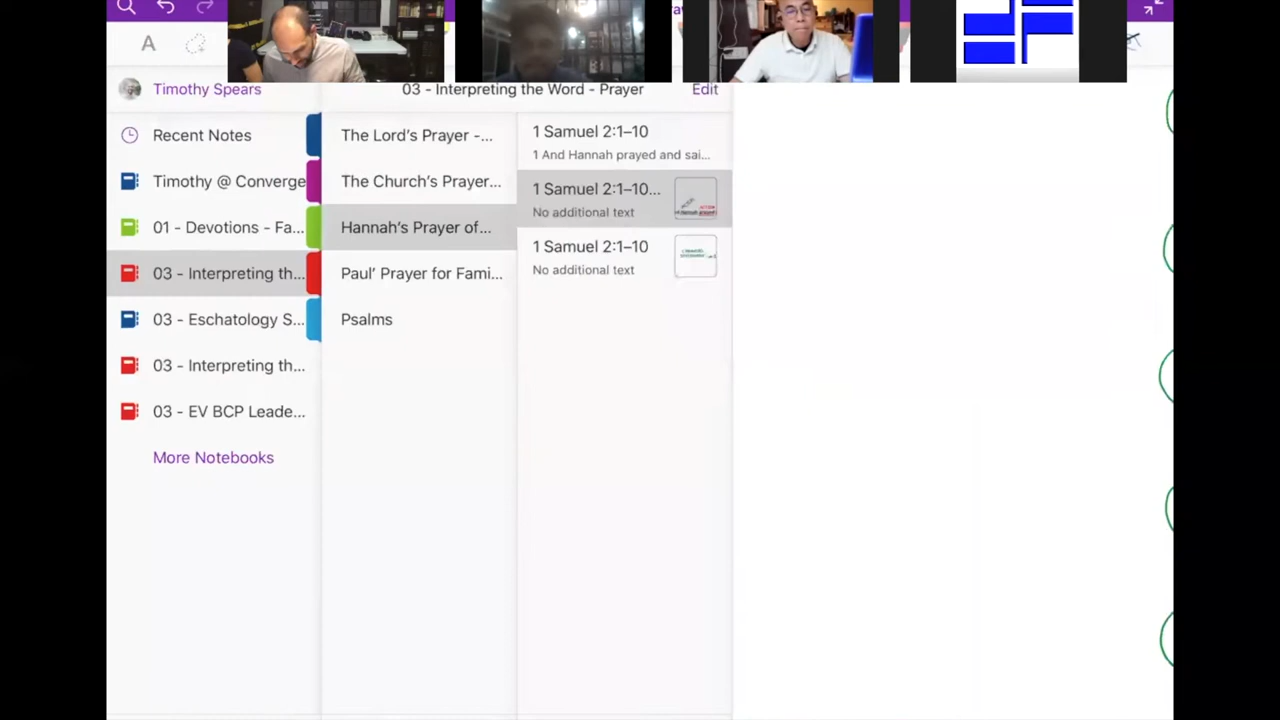 A
Timothy Spears
03 - Interpreting the Word - Prayer
Edit
Recent Notes
Timothy @ Converge
01 - Devotions - Fa...
03 - Interpreting th...
03 - Eschatology S...
03 - Interpreting th...
03 - EV BCP Leade...
More Notebooks
The Lord's Prayer -...
The Church's Prayer...
Hannah's Prayer of...
Paul' Prayer for Fami...
Psalms
1 Samuel 2:1–10
1 And Hannah prayed and sai...
1 Samuel 2:1–10...
No additional text
1 Samuel 2:1–10
No additional text